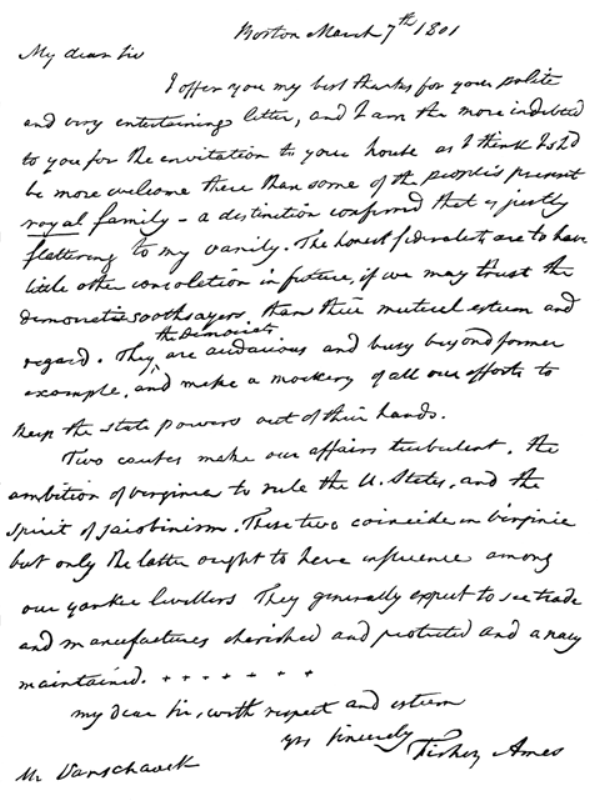 Boston March 7th 1801
My dear Sir
I offer you my best thanks for your polite
and very entertaining letter, and I am the more indebted
to you for the invitation to your house as I think I shd
be more welcome there than some of the people's present
royal family - a distinction confirmed that is justly
flattering to my vanity. The honest federalists are to have
little other consolation in future, if we may trust the
democratic soothsayers, than their mutual esteem and
the Democrats
regard. They are audacious and busy beyond former
example, and make a mockery of all our efforts to
keep the state powers out of their hands.
Two causes make our affairs turbulent. the
ambition of virginia to rule the U. States, and the
spirit of jacobinism. These two coincide in virginia
but only the latter ought to have influence among
our yankee levellers They generally expect to see trade
and manufactures cherished and protected and a navy
maintained. + + + + + + +
my dear Sir, with respect and esteem
yrs sincerely
Fisher Ames
Mr Vanschaack